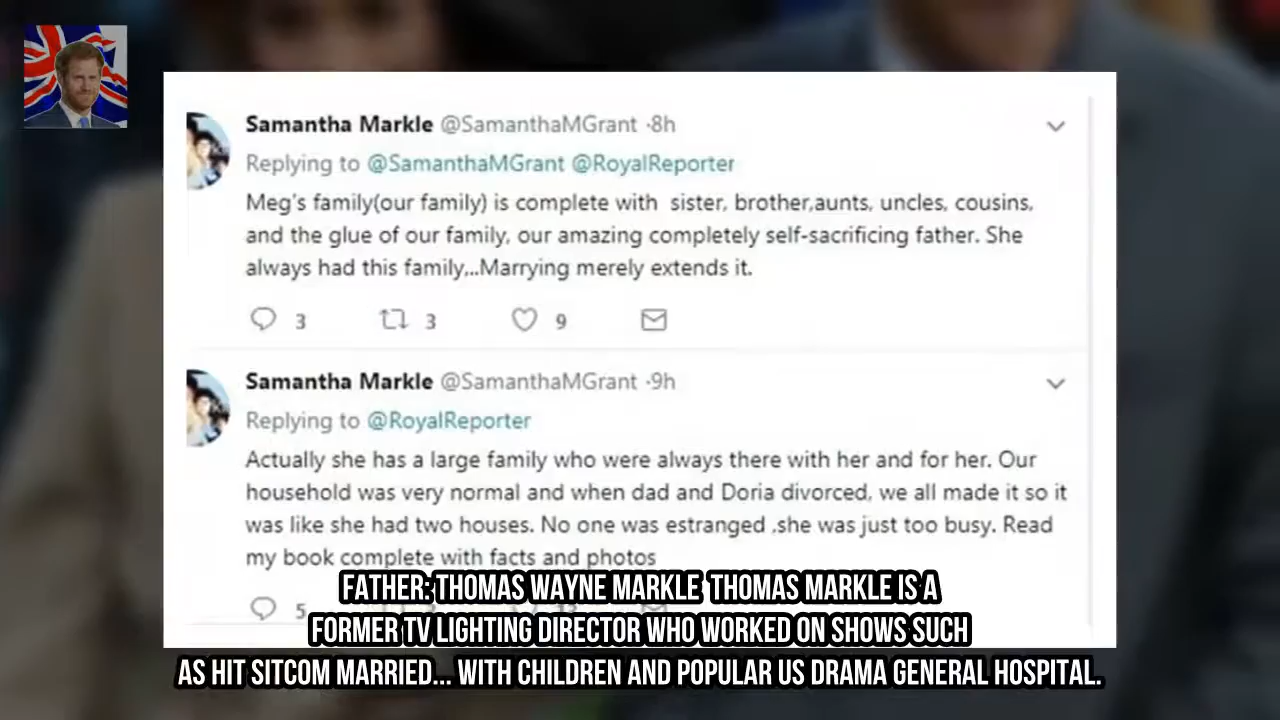 Samantha Markle @SamanthaMGrant ·8h
Replying to @SamanthaMGrant @RoyalReporter
Meg's family(our family) is complete with sister, brother,aunts, uncles, cousins,
and the glue of our family, our amazing completely self-sacrificing father. She
always had this family,..Marrying merely extends it.
3 3 9
Samantha Markle @SamanthaMGrant ·9h
Replying to @RoyalReporter
Actually she has a large family who were always there with her and for her. Our
household was very normal and when dad and Doria divorced, we all made it so it
was like she had two houses. No one was estranged ,she was just too busy. Read
my book complete with facts and photos
5
FATHER: THOMAS WAYNE MARKLE THOMAS MARKLE IS A
FORMER TV LIGHTING DIRECTOR WHO WORKED ON SHOWS SUCH
AS HIT SITCOM MARRIED... WITH CHILDREN AND POPULAR US DRAMA GENERAL HOSPITAL.